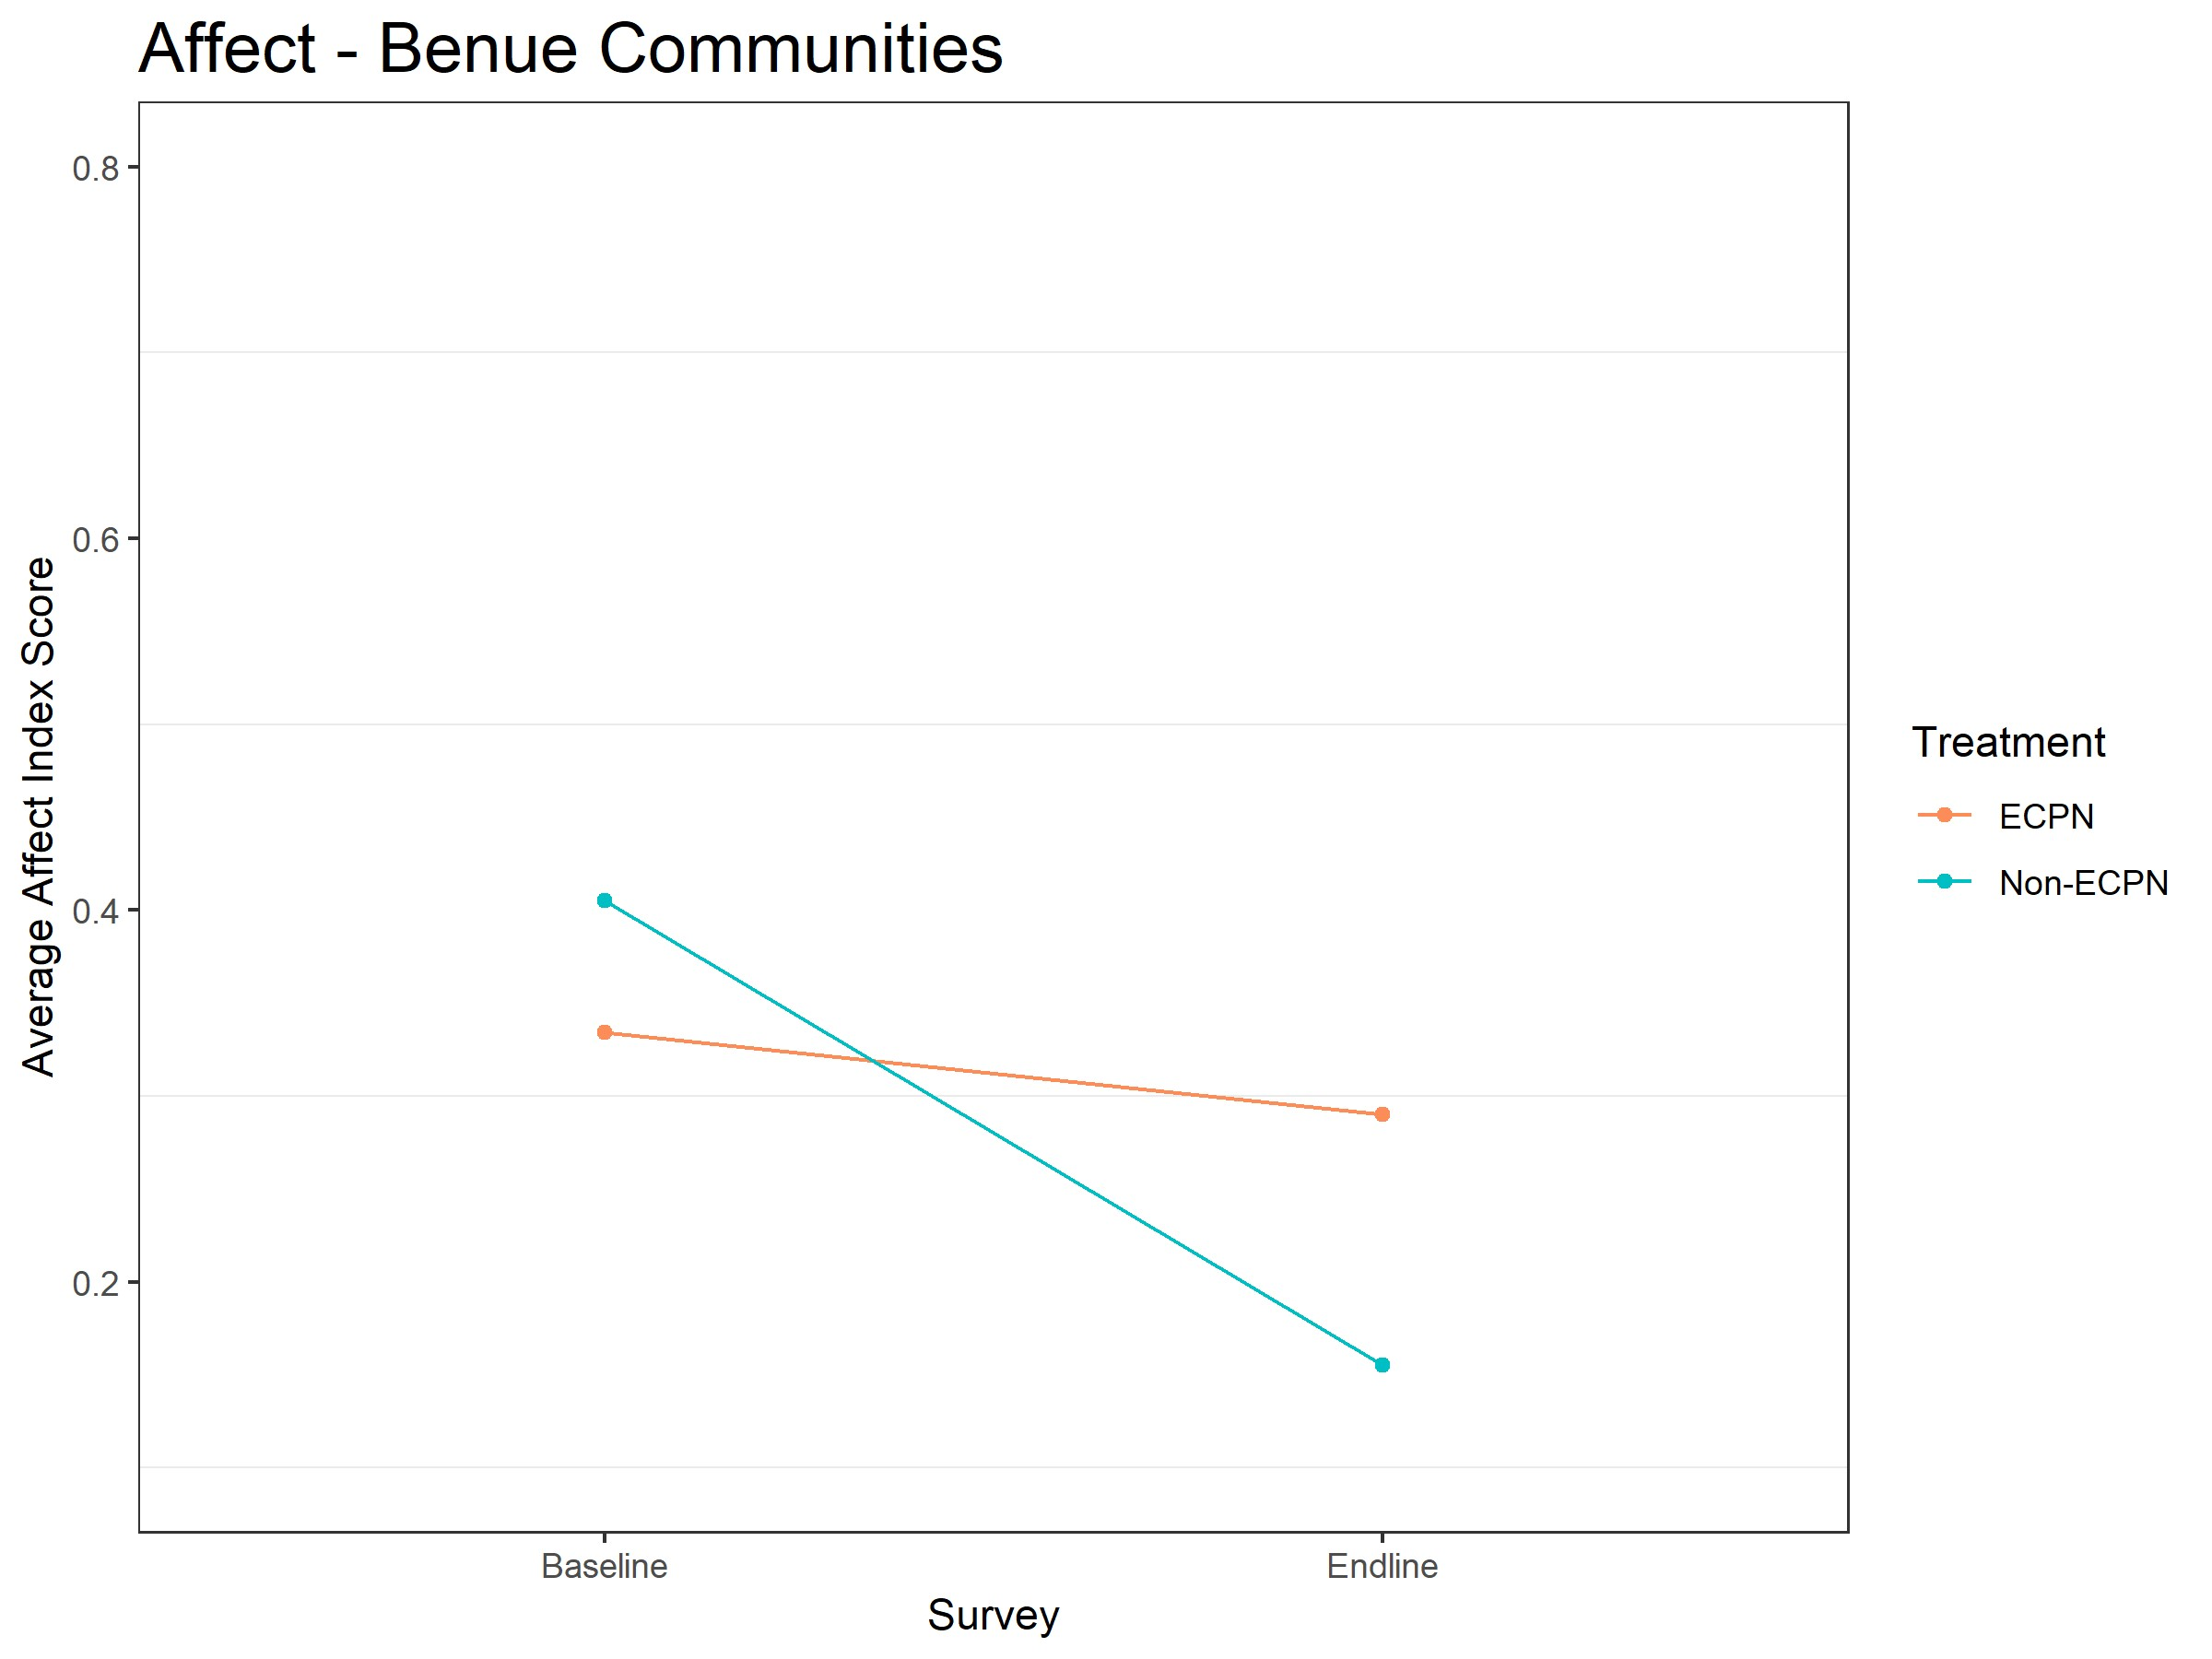 Affect - Benue Communities
Average Affect Index Score
0.8
0.6
0.4
0.2
Baseline
Endline
Survey
Treatment
ECPN
Non-ECPN